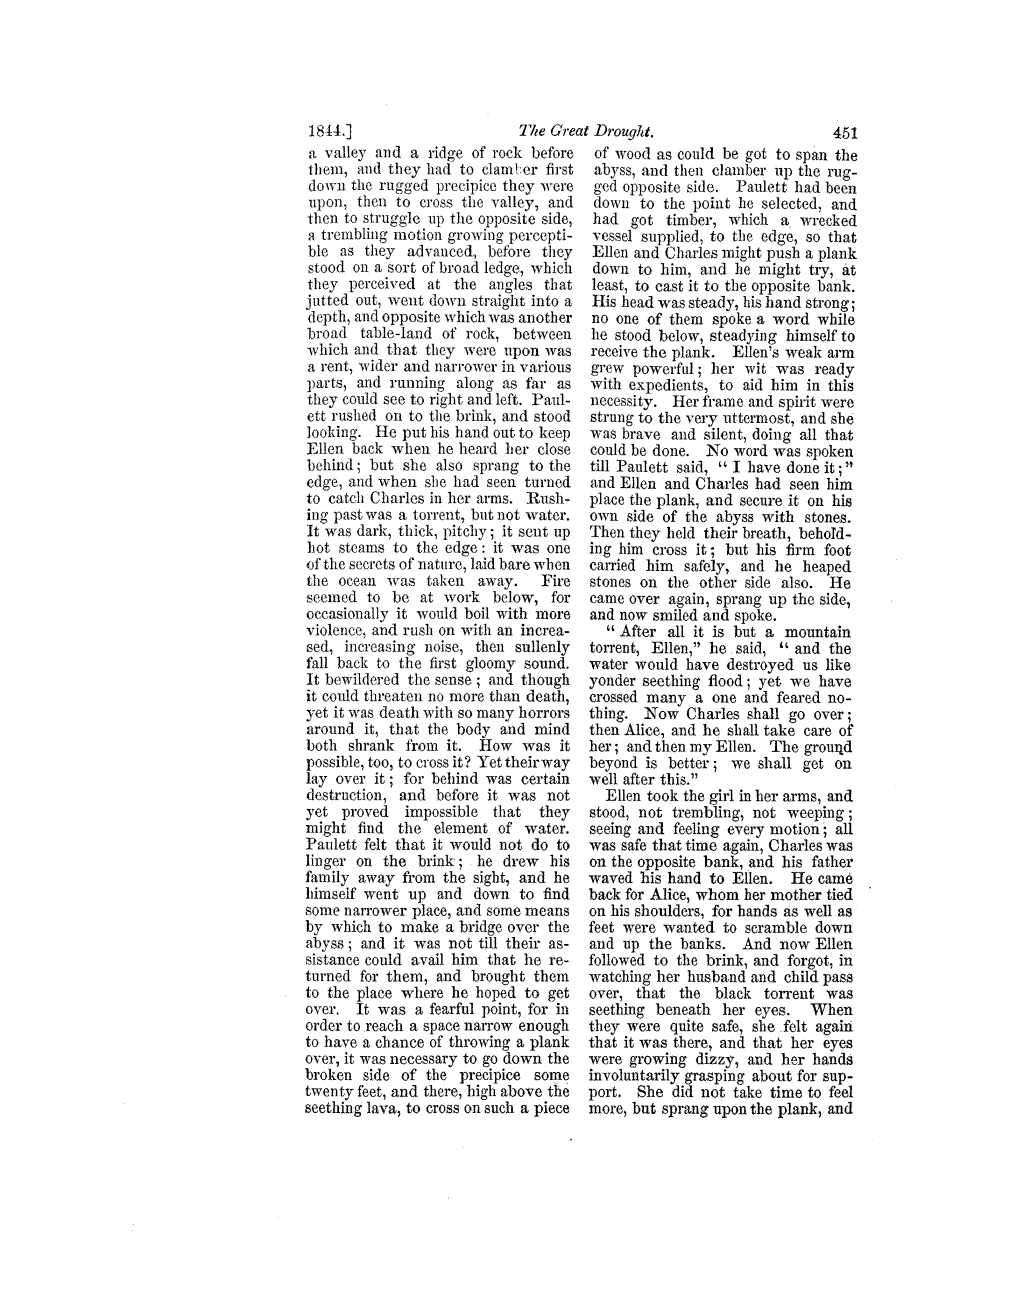 1844.] The Great Drought. 451
a valley and a ridge of rock before
them, and they had to clamber first
down the rugged precipice they were
upon, then to cross the valley, and
then to struggle up the opposite side,
a trembling motion growing percepti-
ble as they advanced, before they
stood on a sort of broad ledge, which
they perceived at the angles that
jutted out, went down straight into a
depth, and opposite which was another
broad table-land of rock, between
which and that they were upon was
a rent, wider and narrower in various
parts, and running along as far as
they could see to right and left. Paul-
ett rushed on to the brink, and stood
looking. He put his hand out to keep
Ellen back when he heard her close
behind; but she also sprang to the
edge, and when she had seen turned
to catch Charles in her arms. Rush-
ing past was a torrent, but not water.
It was dark, thick, pitchy; it sent up
hot steams to the edge: it was one
of the secrets of nature, laid bare when
the ocean was taken away. Fire
seemed to be at work below, for
occasionally it would boil with more
violence, and rush on with an increa-
sed, increasing noise, then sullenly
fall back to the first gloomy sound.
It bewildered the sense; and though
it could threaten no more than death,
yet it was death with so many horrors
around it, that the body and mind
both shrank from it. How was it
possible, too, to cross it? Yet their way
lay over it; for behind was certain
destruction, and before it was not
yet proved impossible that they
might find the element of water.
Paulett felt that it would not do to
linger on the brink; he drew his
family away from the sight, and he
himself went up and down to find
some narrower place, and some means
by which to make a bridge over the
abyss; and it was not till their as-
sistance could avail him that he re-
turned for them, and brought them
to the place where he hoped to get
over. It was a fearful point, for in
order to reach a space narrow enough
to have a chance of throwing a plank
over, it was necessary to go down the
broken side of the precipice some
twenty feet, and there, high above the
seething lava, to cross on such a piece
of wood as could be got to span the
abyss, and then clamber up the rug-
ged opposite side. Paulett had been
down to the point he selected, and
had got timber, which a wrecked
vessel supplied, to the edge, so that
Ellen and Charles might push a plank
down to him, and he might try, at
least, to cast it to the opposite bank.
His head was steady, his hand strong;
no one of them spoke a word while
he stood below, steadying himself to
receive the plank. Ellen's weak arm
grew powerful; her wit was ready
with expedients, to aid him in this
necessity. Her frame and spirit were
strung to the very uttermost, and she
was brave and silent, doing all that
could be done. No word was spoken
till Paulett said, "I have done it;"
and Ellen and Charles had seen him
place the plank, and secure it on his
own side of the abyss with stones.
Then they held their breath, behold-
ing him cross it; but his firm foot
carried him safely, and he heaped
stones on the other side also. He
came over again, sprang up the side,
and now smiled and spoke.
"After all it is but a mountain
torrent, Ellen," he said, "and the
water would have destroyed us like
yonder seething flood; yet we have
crossed many a one and feared no-
thing. Now Charles shall go over;
then Alice, and he shall take care of
her; and then my Ellen. The ground
beyond is better; we shall get on
well after this."
Ellen took the girl in her arms, and
stood, not trembling, not weeping;
seeing and feeling every motion; all
was safe that time again, Charles was
on the opposite bank, and his father
waved his hand to Ellen. He came
back for Alice, whom her mother tied
on his shoulders, for hands as well as
feet were wanted to scramble down
and up the banks. And now Ellen
followed to the brink, and forgot, in
watching her husband and child pass
over, that the black torrent was
seething beneath her eyes. When
they were quite safe, she felt again
that it was there, and that her eyes
were growing dizzy, and her hands
involuntarily grasping about for sup-
port. She did not take time to feel
more, but sprang upon the plank, and